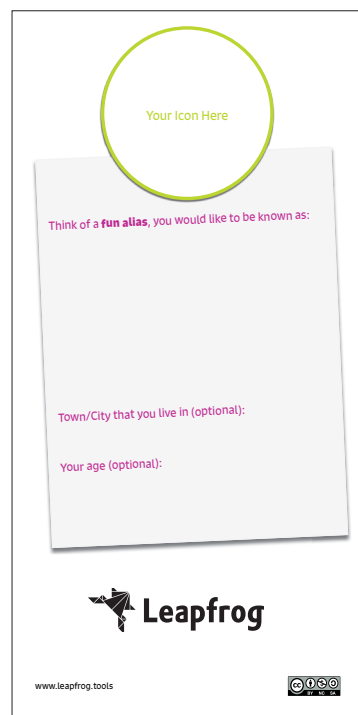 Your Icon Here
Think of a fun alias, you would like to be known as:
Town/City that you live in (optional):
Your age (optional):
Leapfrog
www.leapfrog.tools
cc
BY NC SA